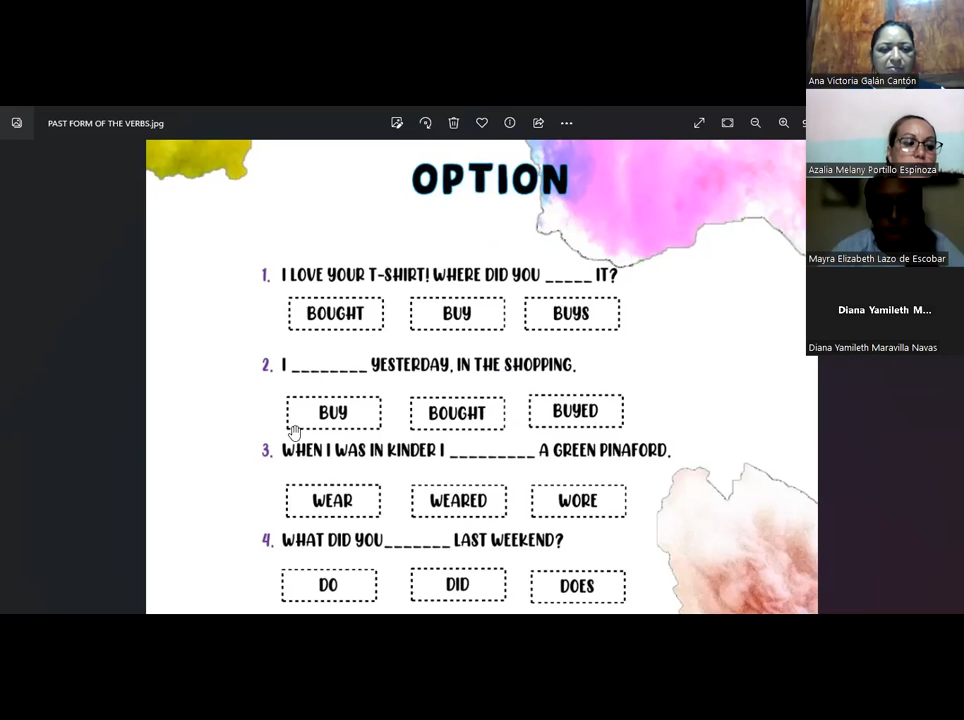 Ana Victoria Galán Cantón
PAST FORM OF THE VERBS.jpg
Azalia Melany Portillo Espinoza
OPTION
Mayra Elizabeth Lazo de Escobar
1. I LOVE YOUR T-SHIRT! WHERE DID YOU _____ IT?
BOUGHT BUY BUYS
Diana Yamileth M...
Diana Yamileth Maravilla Navas
2. I ________ YESTERDAY, IN THE SHOPPING.
BUY BOUGHT BUYED
3. WHEN I WAS IN KINDER I _________ A GREEN PINAFORD.
WEAR WEARED WORE
4. WHAT DID YOU_______ LAST WEEKEND?
DO DID DOES